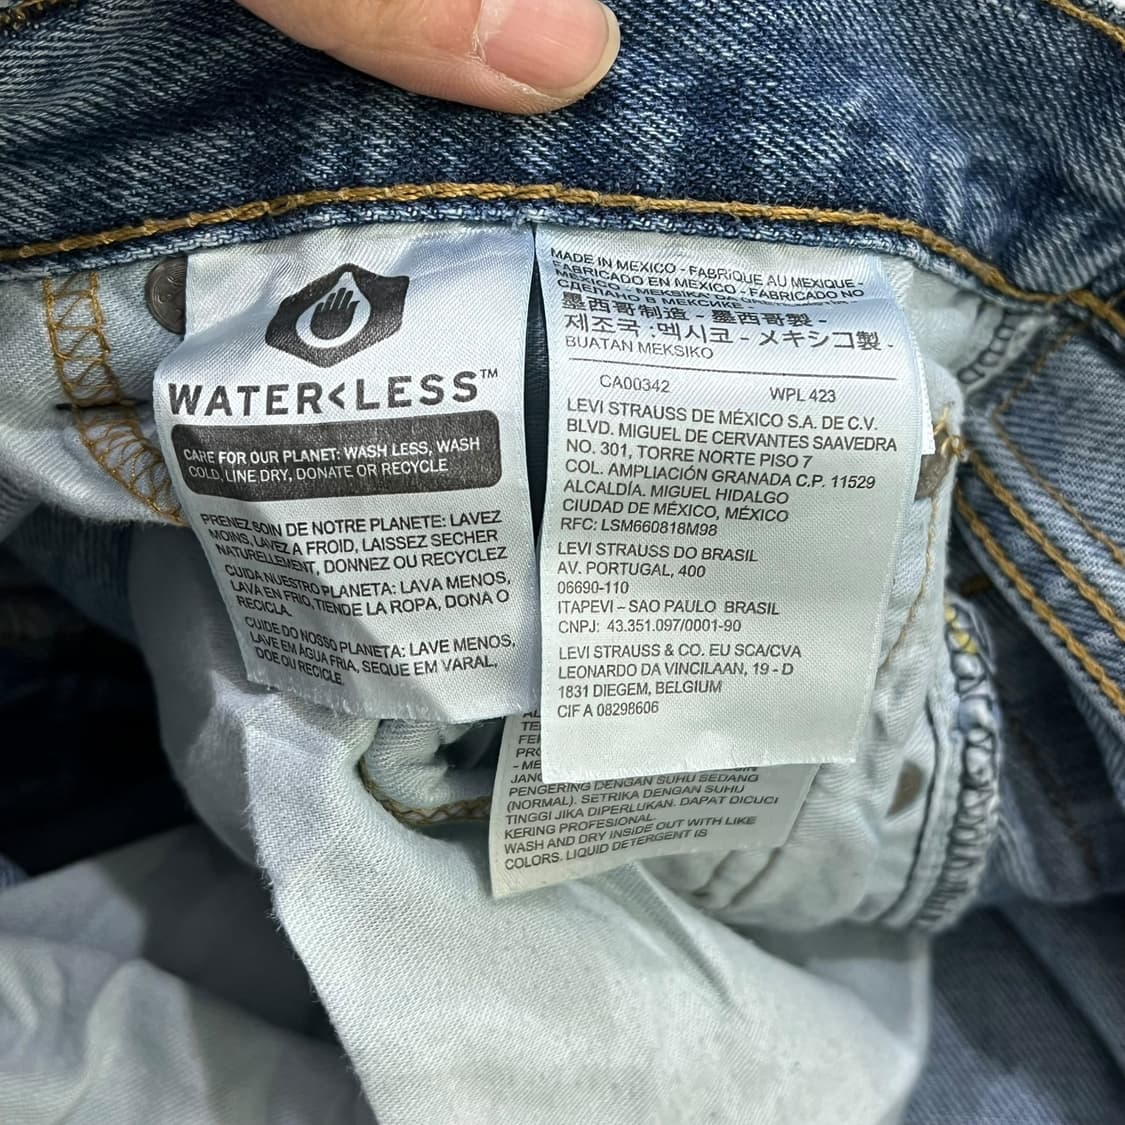 WATER<LESS™
CARE FOR OUR PLANET: WASH LESS, WASH
COLD, LINE DRY, DONATE OR RECYCLE
PRENEZ SOIN DE NOTRE PLANETE: LAVEZ
MOINS, LAVEZ A FROID, LAISSEZ SECHER
NATURELLEMENT, DONNEZ OU RECYCLEZ
CUIDA NUESTRO PLANETA: LAVA MENOS,
LAVA EN FRIO, TIENDE LA ROPA, DONA O
RECICLA.
CUIDE DO NOSSO PLANETA: LAVE MENOS,
LAVE EM ÁGUA FRIA, SEQUE EM VARAL,
DOE OU RECICLE.
MADE IN MEXICO - FABRIQUE AU MEXIQUE -
FABRICADO EN MEXICO - FABRICADO NO
MEXICO - MEKSIKA'DA
СДЕЛАНО В МЕКСИКЕ -
墨西哥制造 - 墨西哥製 -
제조국 :멕시코 - メキシコ製 -
BUATAN MEKSIKO
CA00342 WPL 423
LEVI STRAUSS DE MÉXICO S.A. DE C.V.
BLVD. MIGUEL DE CERVANTES SAAVEDRA
NO. 301, TORRE NORTE PISO 7
COL. AMPLIACIÓN GRANADA C.P. 11529
ALCALDÍA. MIGUEL HIDALGO
CIUDAD DE MÉXICO, MÉXICO
RFC: LSM660818M98
LEVI STRAUSS DO BRASIL
AV. PORTUGAL, 400
06690-110
ITAPEVI – SAO PAULO BRASIL
CNPJ: 43.351.097/0001-90
LEVI STRAUSS & CO. EU SCA/CVA
LEONARDO DA VINCILAAN, 19 - D
1831 DIEGEM, BELGIUM
CIF A 08298606
PENGERING DENGAN SUHU SEDANG
(NORMAL). SETRIKA DENGAN SUHU
TINGGI JIKA DIPERLUKAN. DAPAT DICUCI
KERING PROFESIONAL.
WASH AND DRY INSIDE OUT WITH LIKE
COLORS. LIQUID DETERGENT IS